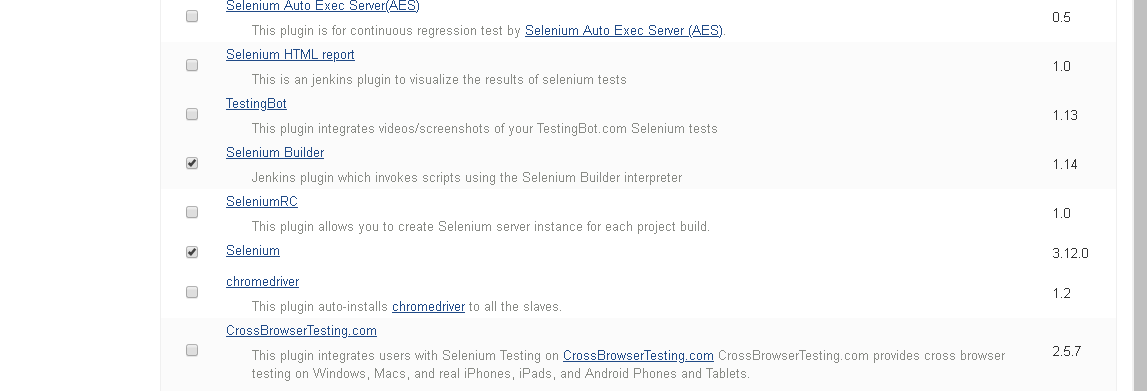 Selenium Auto Exec Server(AES)
This plugin is for continuous regression test by Selenium Auto Exec Server (AES).
0.5
Selenium HTML report
This is an jenkins plugin to visualize the results of selenium tests
1.0
TestingBot
This plugin integrates videos/screenshots of your TestingBot.com Selenium tests
1.13
Selenium Builder
Jenkins plugin which invokes scripts using the Selenium Builder interpreter
1.14
SeleniumRC
This plugin allows you to create Selenium server instance for each project build.
1.0
Selenium
3.12.0
chromedriver
This plugin auto-installs chromedriver to all the slaves.
1.2
CrossBrowserTesting.com
This plugin integrates users with Selenium Testing on CrossBrowserTesting.com CrossBrowserTesting.com provides cross browser
testing on Windows, Macs, and real iPhones, iPads, and Android Phones and Tablets.
2.5.7